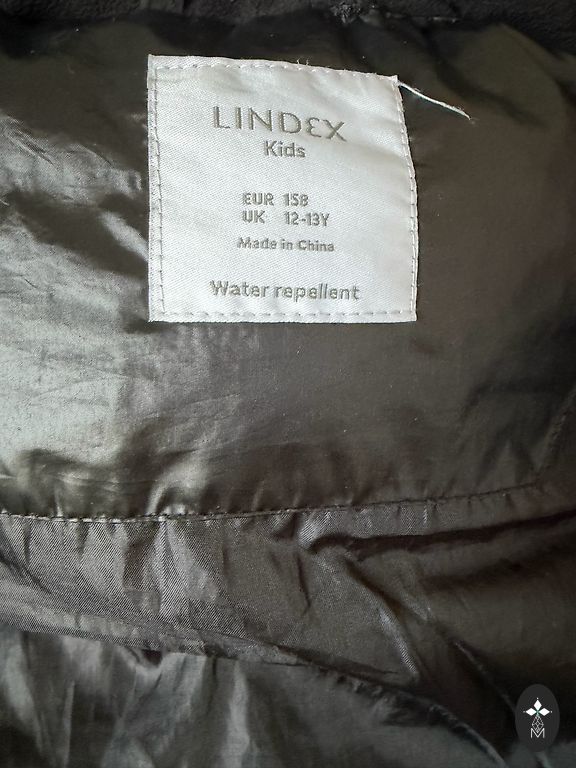 LINDEX
Kids
EUR 158
UK 12-13Y
Made in China
Water repellent
M